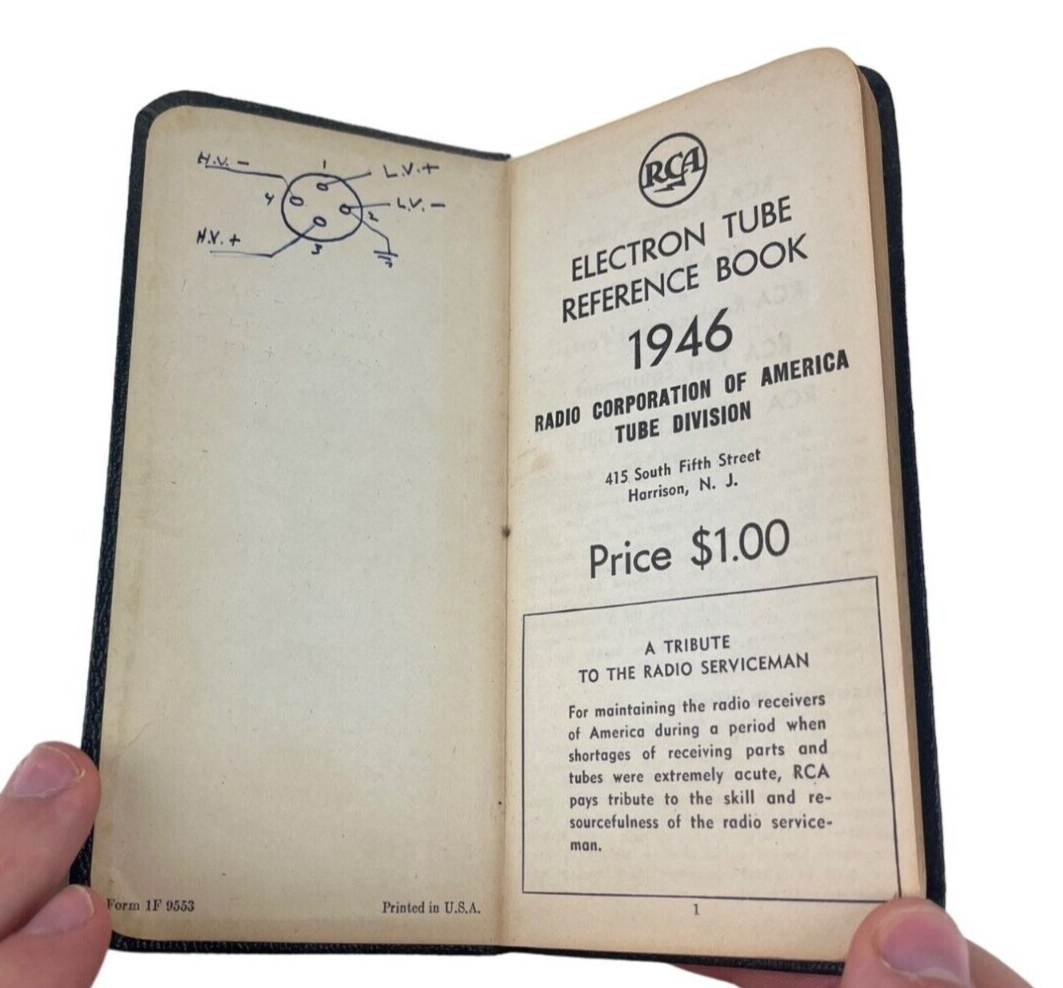 H.V. - 1 L.V. +
4 L.V. -
2
H.V. + 3
Form 1F 9553 Printed in U.S.A.
RCA
ELECTRON TUBE
REFERENCE BOOK
1946
RADIO CORPORATION OF AMERICA
TUBE DIVISION
415 South Fifth Street
Harrison, N. J.
Price $1.00
A TRIBUTE
TO THE RADIO SERVICEMAN
For maintaining the radio receivers
of America during a period when
shortages of receiving parts and
tubes were extremely acute, RCA
pays tribute to the skill and re-
sourcefulness of the radio service-
man.
1